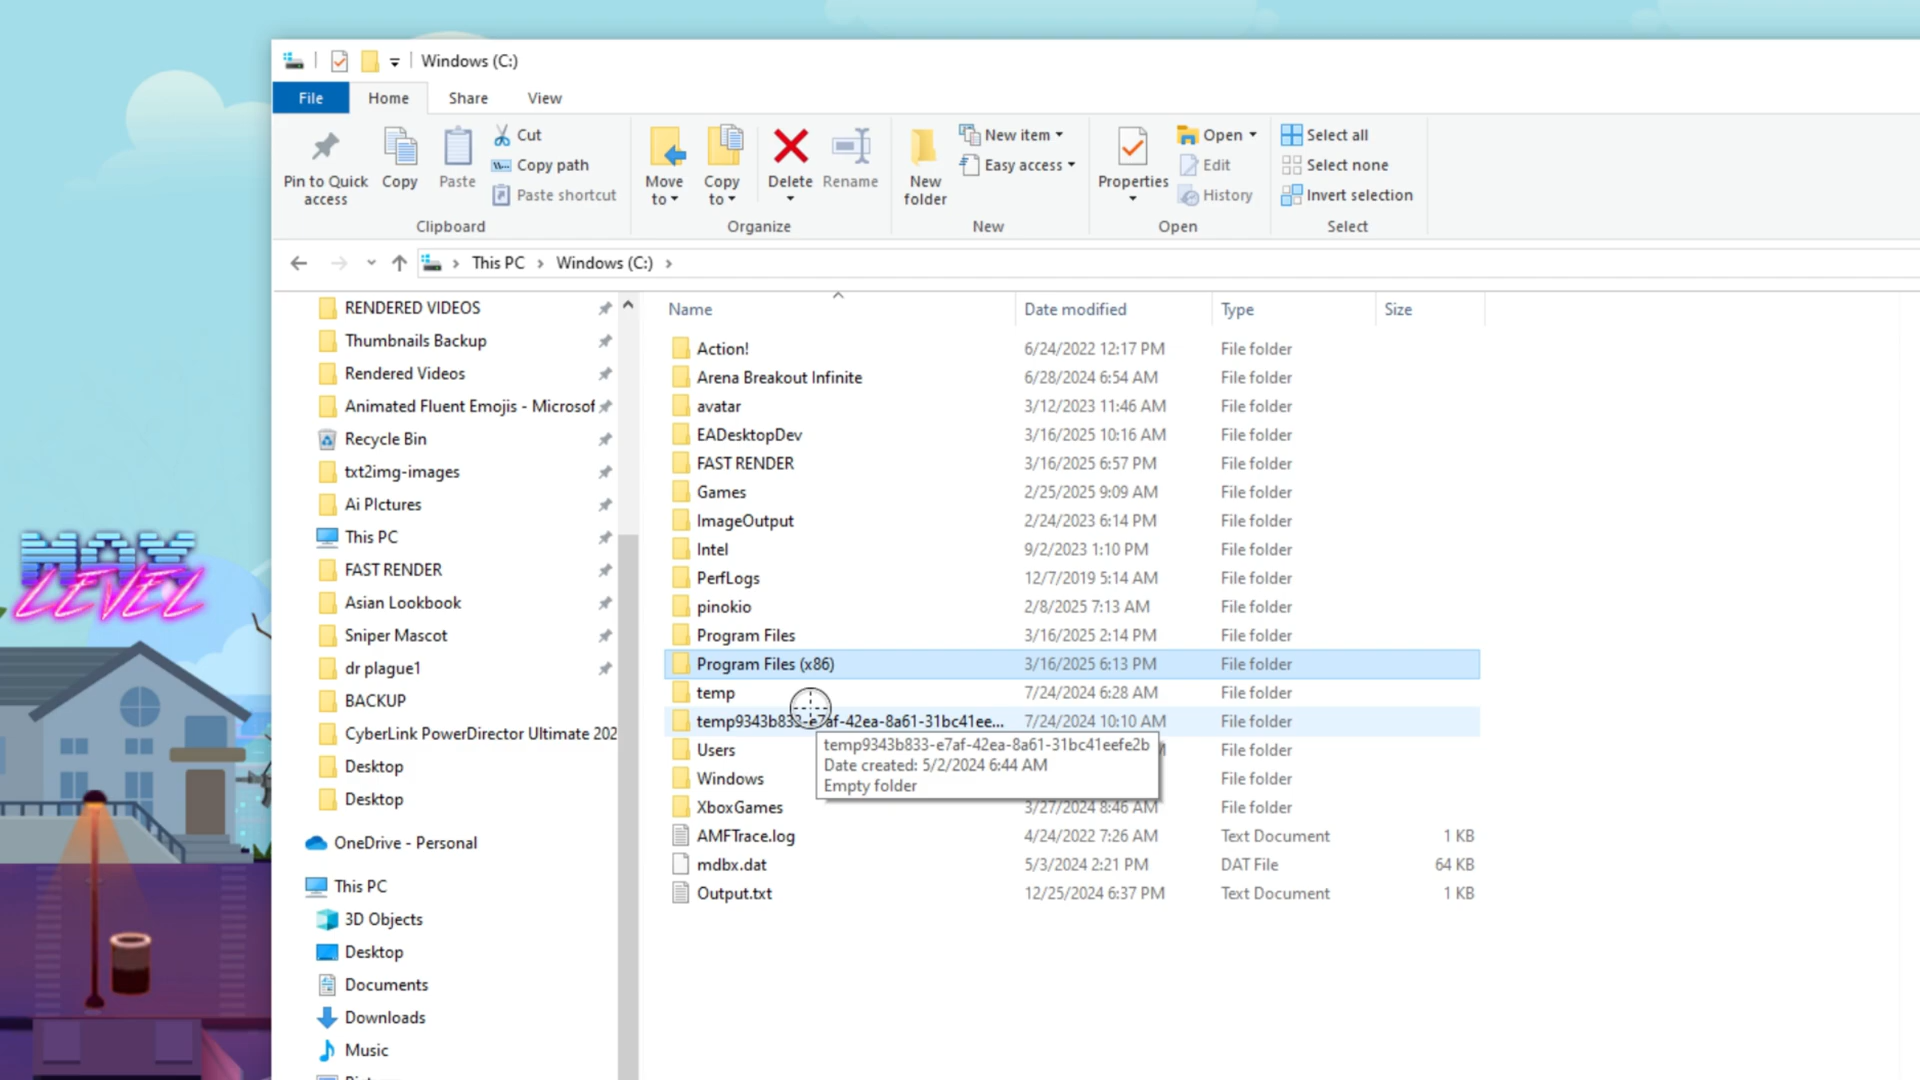 Windows (C:)
File Home Share View
Pin to Quick access
Copy
Paste
Cut
Copy path
Paste shortcut
Clipboard
Move to
Copy to
Delete
Rename
Organize
New folder
New item
Easy access
New
Properties
Open
Edit
History
Open
Select all
Select none
Invert selection
Select
This PC > Windows (C:) >
RENDERED VIDEOS
Thumbnails Backup
Rendered Videos
Animated Fluent Emojis - Microsof
Recycle Bin
txt2img-images
Ai PIctures
This PC
FAST RENDER
Asian Lookbook
Sniper Mascot
dr plague1
BACKUP
CyberLink PowerDirector Ultimate 202
Desktop
Desktop
OneDrive - Personal
This PC
3D Objects
Desktop
Documents
Downloads
Music
Name Date modified Type Size
Action! 6/24/2022 12:17 PM File folder
Arena Breakout Infinite 6/28/2024 6:54 AM File folder
avatar 3/12/2023 11:46 AM File folder
EADesktopDev 3/16/2025 10:16 AM File folder
FAST RENDER 3/16/2025 6:57 PM File folder
Games 2/25/2025 9:09 AM File folder
ImageOutput 2/24/2023 6:14 PM File folder
Intel 9/2/2023 1:10 PM File folder
PerfLogs 12/7/2019 5:14 AM File folder
pinokio 2/8/2025 7:13 AM File folder
Program Files 3/16/2025 2:14 PM File folder
Program Files (x86) 3/16/2025 6:13 PM File folder
temp 7/24/2024 6:28 AM File folder
temp9343b833-e7af-42ea-8a61-31bc41ee... 7/24/2024 10:10 AM File folder
temp9343b833-e7af-42ea-8a61-31bc41eefe2b
Date created: 5/2/2024 6:44 AM
Empty folder
Users File folder
Windows File folder
XboxGames 3/27/2024 8:46 AM File folder
AMFTrace.log 4/24/2022 7:26 AM Text Document 1 KB
mdbx.dat 5/3/2024 2:21 PM DAT File 64 KB
Output.txt 12/25/2024 6:37 PM Text Document 1 KB
MAX
LEVEL